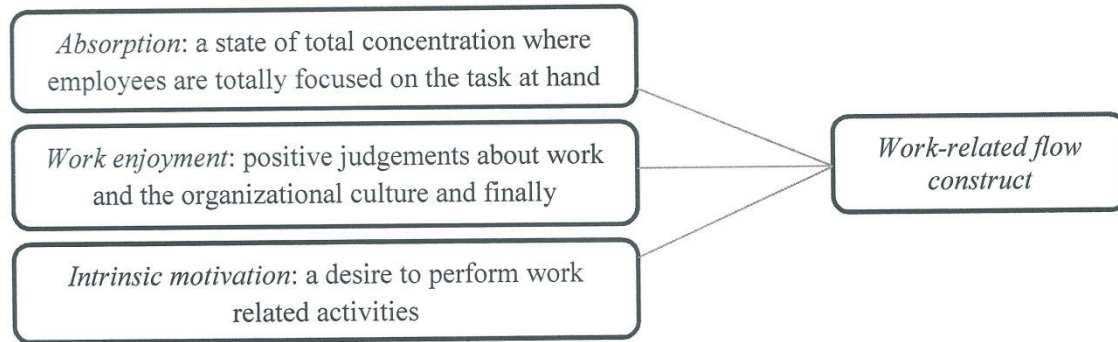 Absorption: a state of total concentration where
employees are totally focused on the task at hand
Work enjoyment: positive judgements about work
and the organizational culture and finally
Intrinsic motivation: a desire to perform work
related activities
Work-related flow
construct